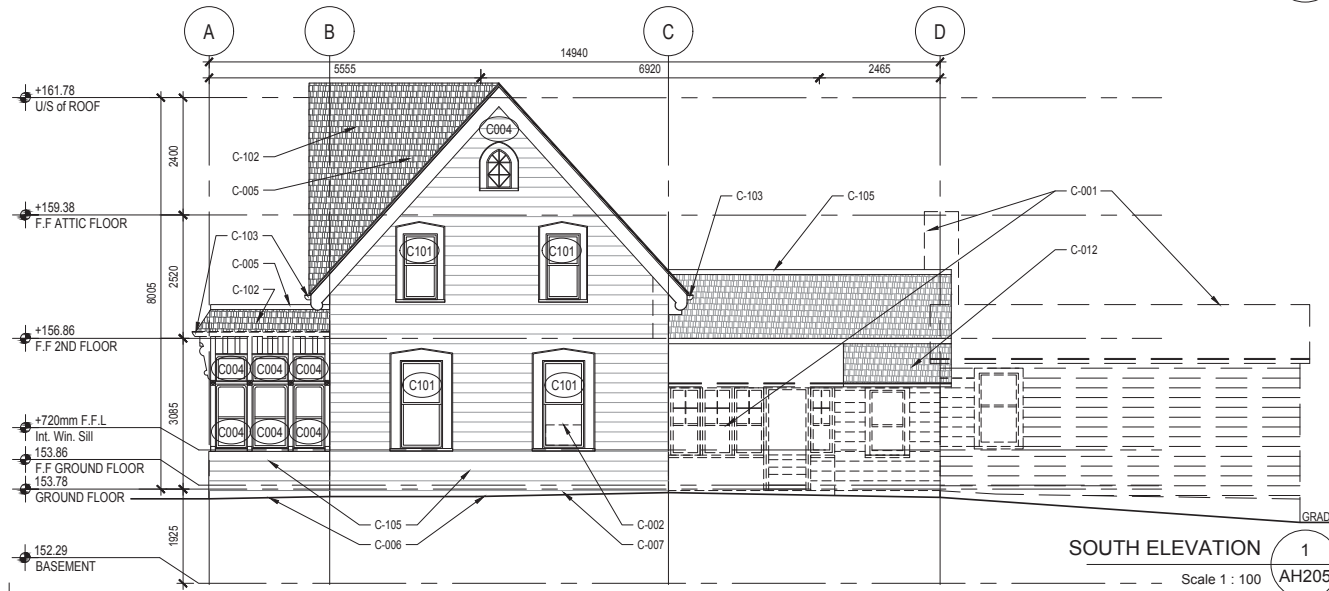 A
B
C
D
14940
5555
6920
2465
+161.78
U/S of ROOF
C004
2400
C-102
C-005
C-103
C-105
C-001
+159.38
F.F ATTIC FLOOR
C-103
C101
C101
C-012
C-005
2520
8005
C-102
+156.86
F.F 2ND FLOOR
C004
C004
C004
C101
C101
3085
+720mm F.F.L
Int. Win. Sill
C004
C004
C004
153.86
F.F GROUND FLOOR
153.78
GROUND FLOOR
C-105
C-002
C-006
C-007
GRAD
1925
152.29
BASEMENT
SOUTH ELEVATION
1
Scale 1 : 100
AH205